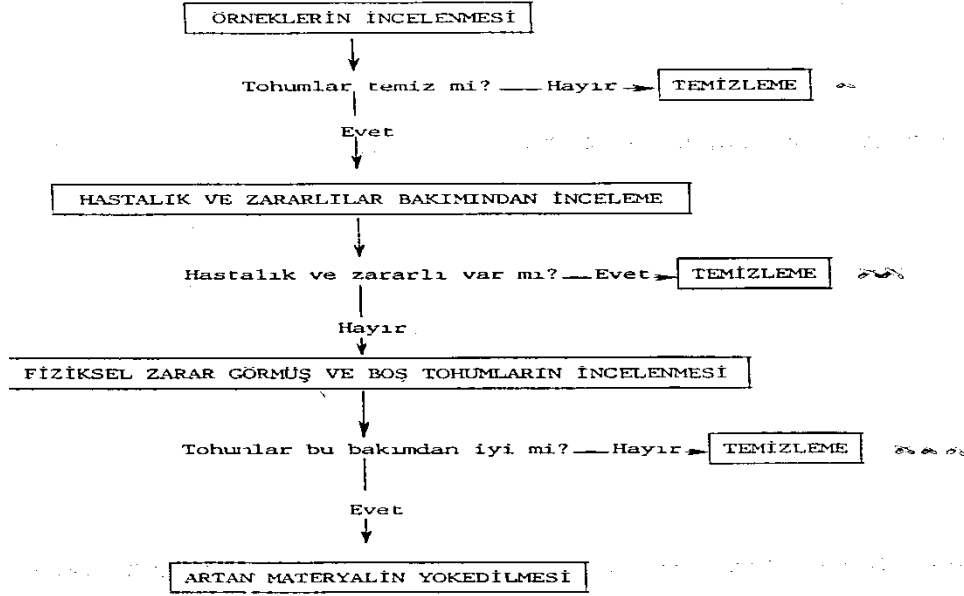 ÖRNEKLERİN İNCELENMESİ
Tohumlar temiz mi? Hayır TEMİZLEME
Evet
HASTALIK VE ZARARLILAR BAKIMINDAN İNCELEME
Hastalık ve zararlı var mı? Evet TEMİZLEME
Hayır
FİZİKSEL ZARAR GÖRMÜŞ VE BOŞ TOHUMLARIN İNCELENMESİ
Tohumlar bu bakımdan iyi mi? Hayır TEMİZLEME
Evet
ARTAN MATERYALİN YOKEDİLMESİ